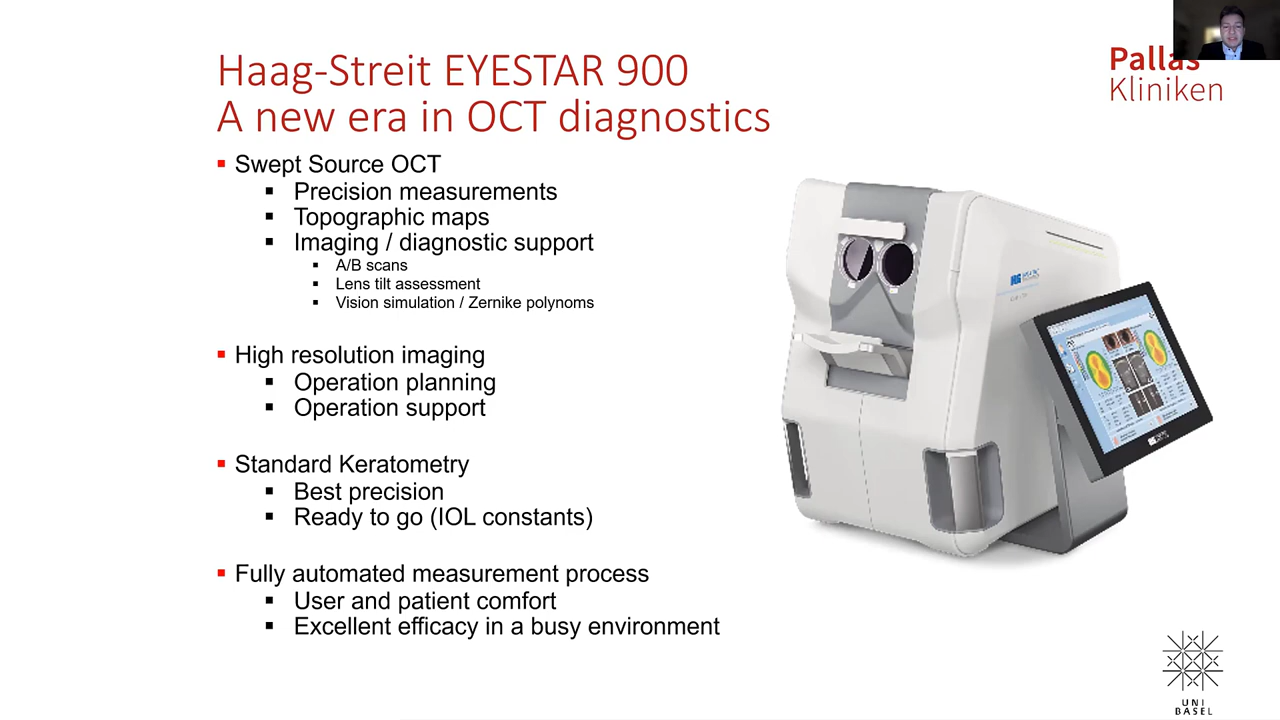 Haag-Streit EYESTAR 900
A new era in OCT diagnostics
Pallas
Kliniken
Swept Source OCT
Precision measurements
Topographic maps
Imaging / diagnostic support
A/B scans
Lens tilt assessment
Vision simulation / Zernike polynoms
High resolution imaging
Operation planning
Operation support
Standard Keratometry
Best precision
Ready to go (IOL constants)
Fully automated measurement process
User and patient comfort
Excellent efficacy in a busy environment
UNI
BASEL